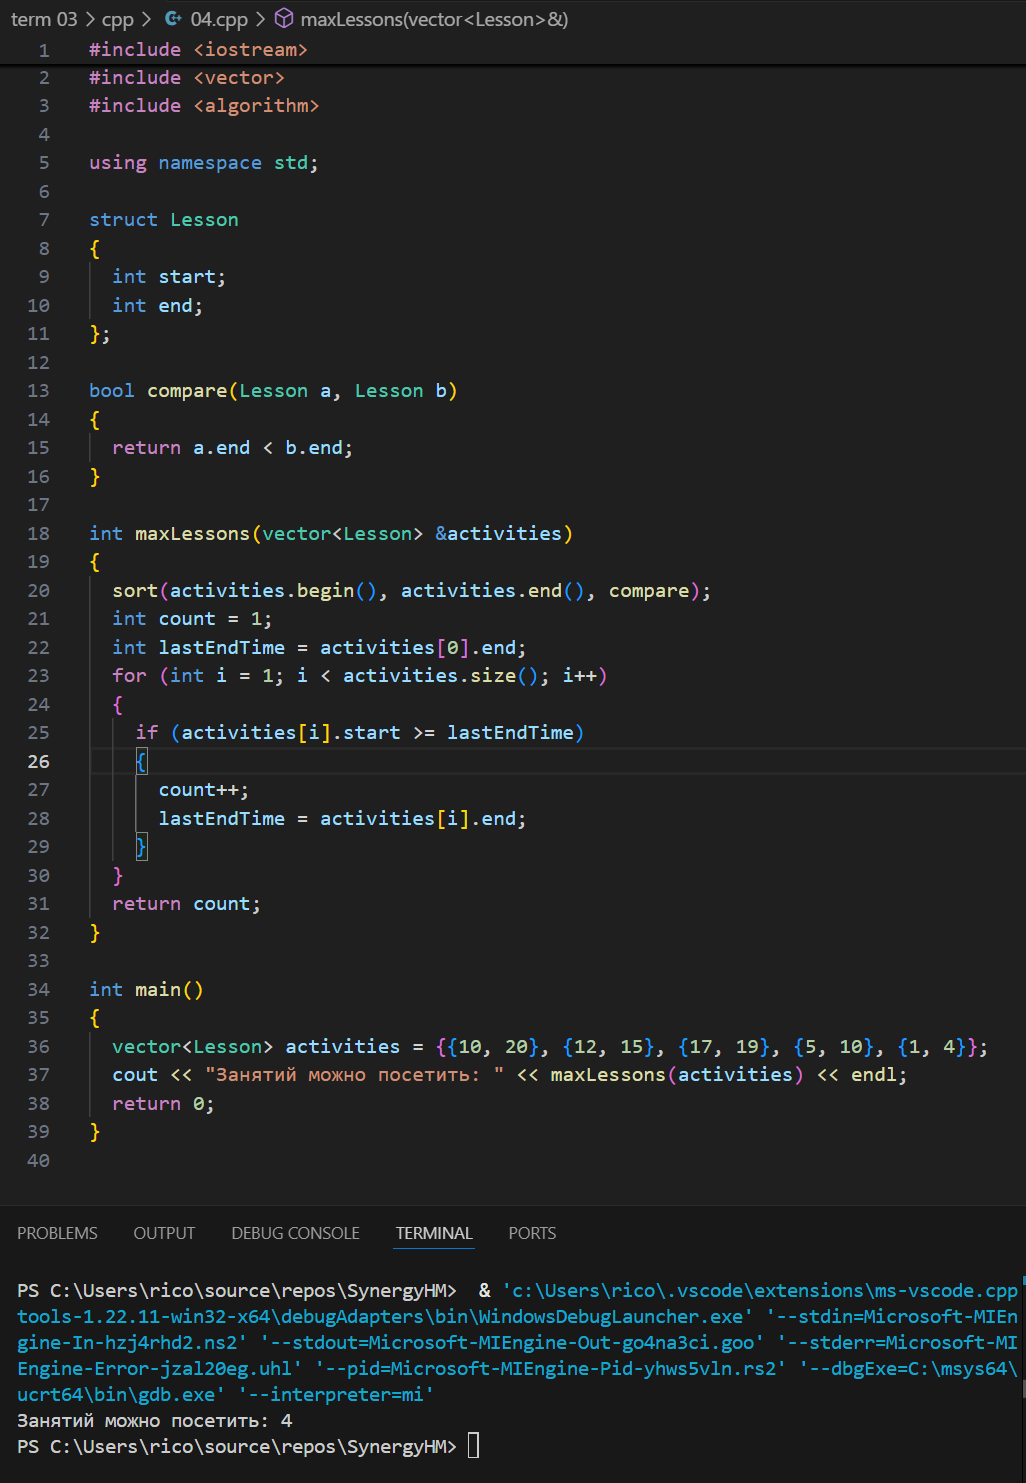 term 03 > cpp > 04.cpp > maxLessons(vector<Lesson>&)
1 #include <iostream>
2 #include <vector>
3 #include <algorithm>
4
5 using namespace std;
6
7 struct Lesson
8 {
9   int start;
10   int end;
11 };
12
13 bool compare(Lesson a, Lesson b)
14 {
15   return a.end < b.end;
16 }
17
18 int maxLessons(vector<Lesson> &activities)
19 {
20   sort(activities.begin(), activities.end(), compare);
21   int count = 1;
22   int lastEndTime = activities[0].end;
23   for (int i = 1; i < activities.size(); i++)
24   {
25     if (activities[i].start >= lastEndTime)
26     {
27       count++;
28       lastEndTime = activities[i].end;
29     }
30   }
31   return count;
32 }
33
34 int main()
35 {
36   vector<Lesson> activities = {{10, 20}, {12, 15}, {17, 19}, {5, 10}, {1, 4}};
37   cout << "Занятий можно посетить: " << maxLessons(activities) << endl;
38   return 0;
39 }
40
PROBLEMS OUTPUT DEBUG CONSOLE TERMINAL PORTS
PS C:\Users\rico\source\repos\SynergyHM>  & 'c:\Users\rico\.vscode\extensions\ms-vscode.cpp
tools-1.22.11-win32-x64\debugAdapters\bin\WindowsDebugLauncher.exe' '--stdin=Microsoft-MIEn
gine-In-hzj4rhd2.ns2' '--stdout=Microsoft-MIEngine-Out-go4na3ci.goo' '--stderr=Microsoft-MI
Engine-Error-jzal20eg.uhl' '--pid=Microsoft-MIEngine-Pid-yhws5vln.rs2' '--dbgExe=C:\msys64\
ucrt64\bin\gdb.exe' '--interpreter=mi'
Занятий можно посетить: 4
PS C:\Users\rico\source\repos\SynergyHM>